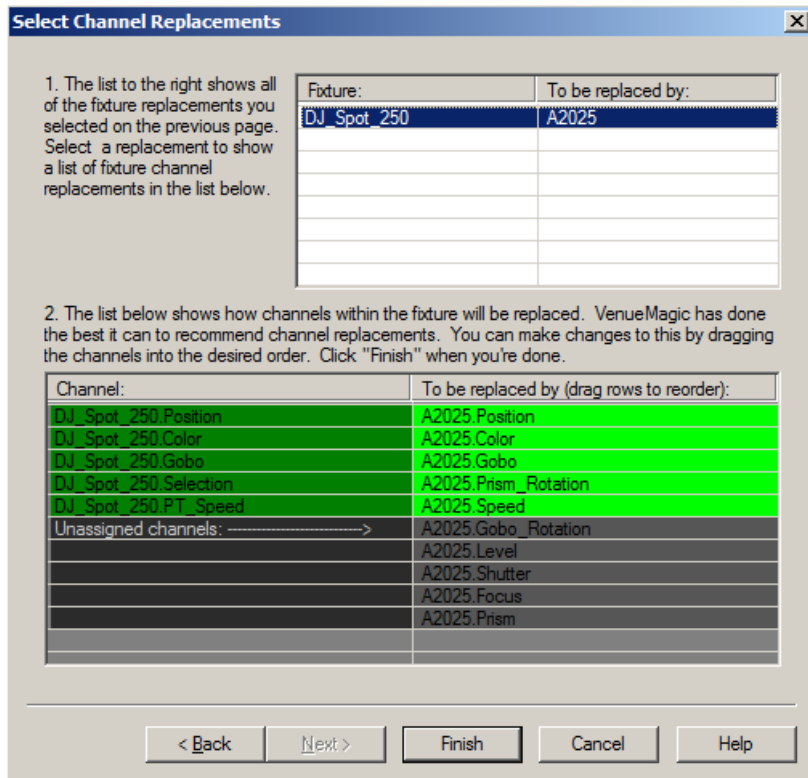 Select Channel Replacements
1. The list to the right shows all
of the fixture replacements you
selected on the previous page.
Select a replacement to show
a list of fixture channel
replacements in the list below.
Fixture: To be replaced by:
DJ_Spot_250 A2025
2. The list below shows how channels within the fixture will be replaced. VenueMagic has done
the best it can to recommend channel replacements. You can make changes to this by dragging
the channels into the desired order. Click "Finish" when you're done.
Channel: To be replaced by (drag rows to reorder):
DJ_Spot_250.Position A2025.Position
DJ_Spot_250.Color A2025.Color
DJ_Spot_250.Gobo A2025.Gobo
DJ_Spot_250.Selection A2025.Prism_Rotation
DJ_Spot_250.PT_Speed A2025.Speed
Unassigned channels: ---------------------------> A2025.Gobo_Rotation
A2025.Level
A2025.Shutter
A2025.Focus
A2025.Prism
< Back Next > Finish Cancel Help